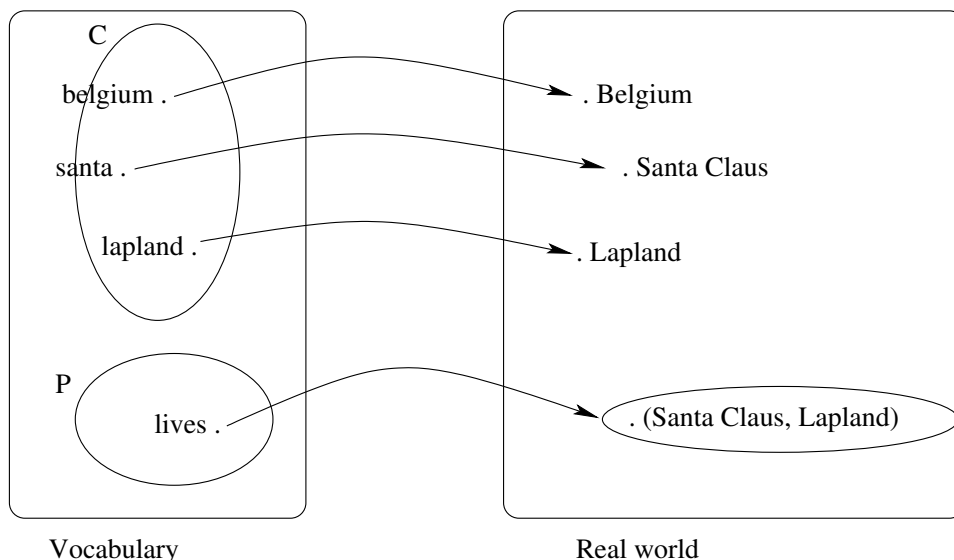 C
belgium .
. Belgium
santa .
. Santa Claus
lapland .
. Lapland
P
lives .
. (Santa Claus, Lapland)
Vocabulary
Real world